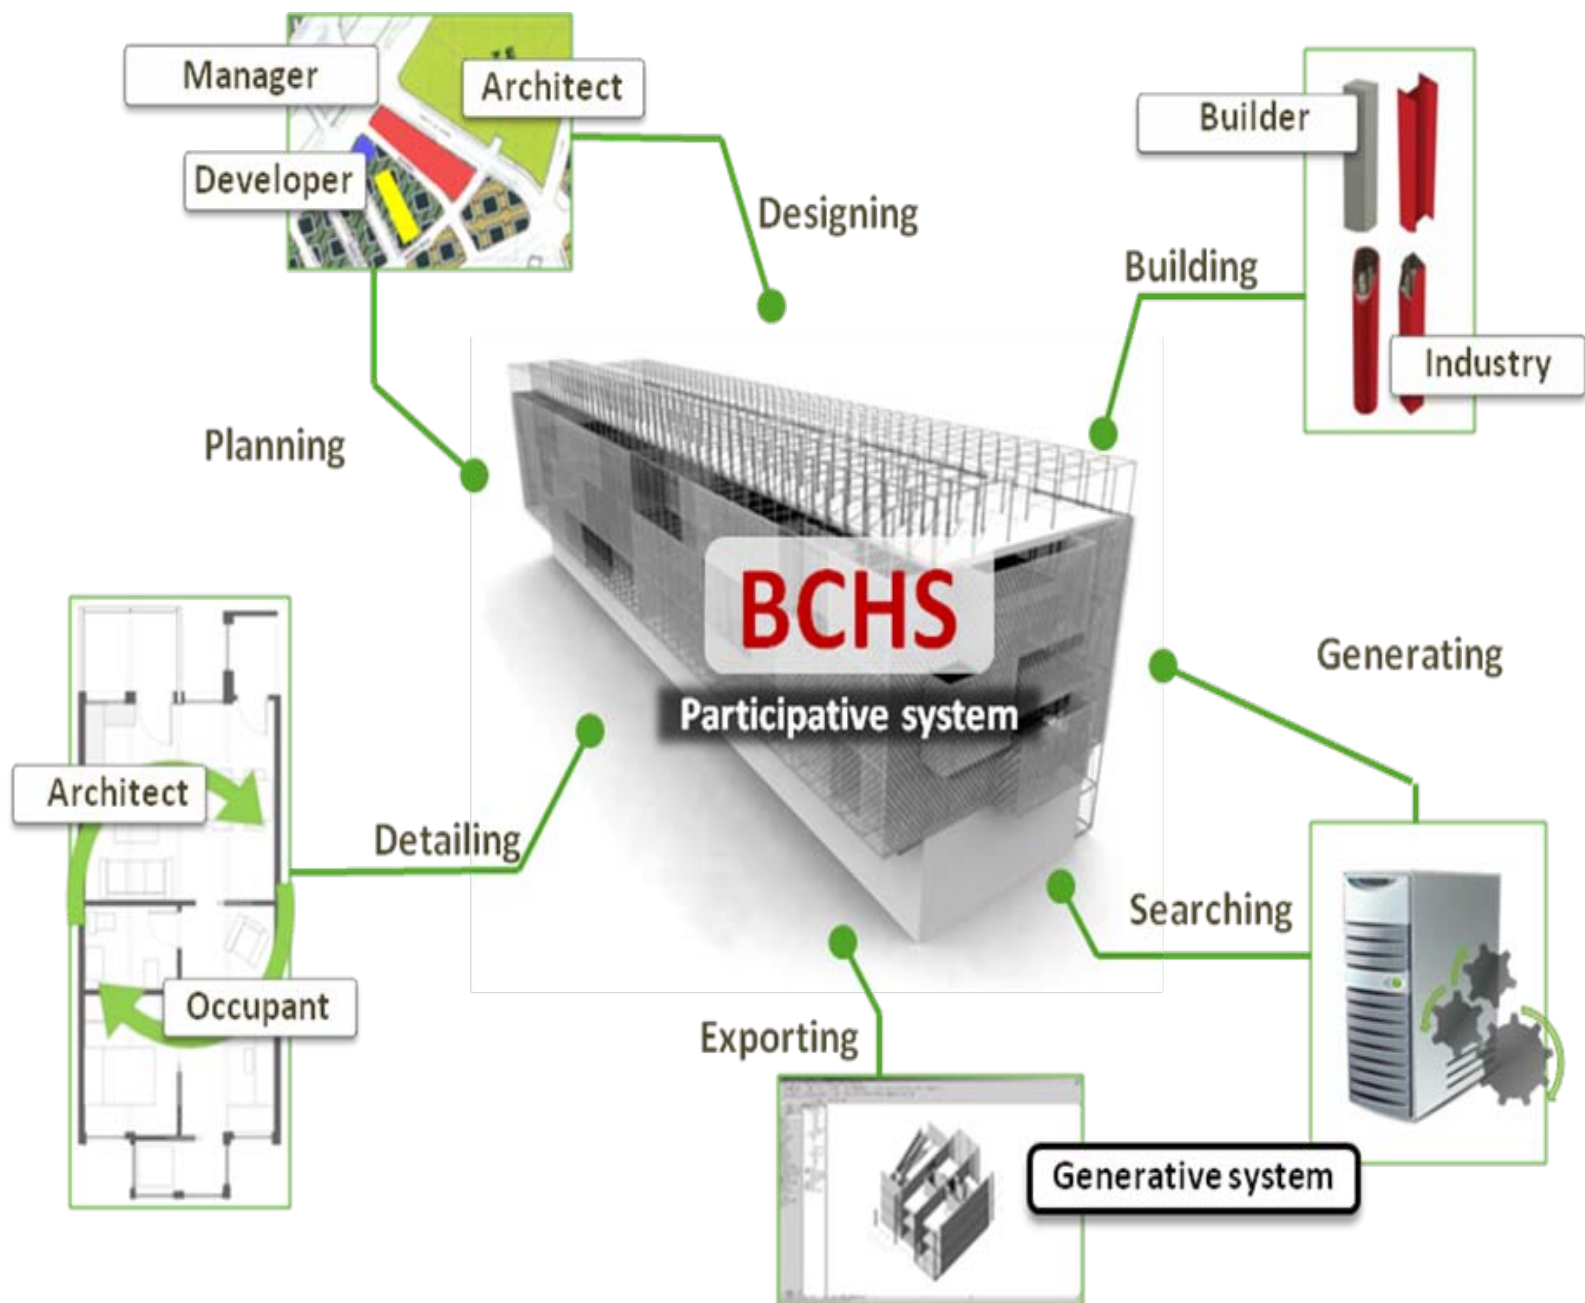 Manager
Architect
Developer
Designing
Builder
Building
Industry
Planning
BCHS
Participative system
Generating
Architect
Detailing
Occupant
Searching
Exporting
Generative system